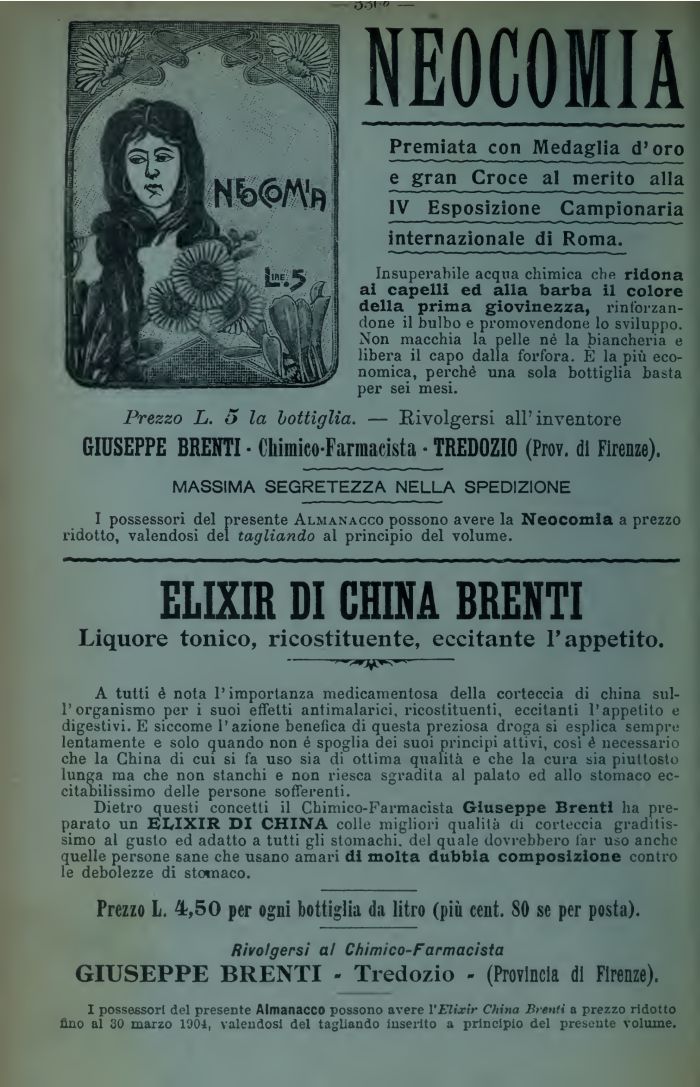 NEOCOMIA
LIRE: 5
NEOCOMIA
Premiata con Medaglia d'oro
e gran Croce al merito alla
IV Esposizione Campionaria
internazionale di Roma.
Insuperabile acqua chimica che ridona
ai capelli ed alla barba il colore
della prima giovinezza, rinforzan-
done il bulbo e promovendone lo sviluppo.
Non macchia la pelle nè la biancheria e
libera il capo dalla forfora. E la più eco-
nomica, perchè una sola bottiglia basta
per sei mesi.
Prezzo L. 5 la bottiglia. — Rivolgersi all'inventore
GIUSEPPE BRENTI - Chimico-Farmacista - TREDOZIO (Prov. di Firenze).
MASSIMA SEGRETEZZA NELLA SPEDIZIONE
I possessori del presente ALMANACCO possono avere la Neocomia a prezzo
ridotto, valendosi del tagliando al principio del volume.
ELIXIR DI CHINA BRENTI
Liquore tonico, ricostituente, eccitante l'appetito.
A tutti è nota l'importanza medicamentosa della corteccia di china sul-
l'organismo per i suoi effetti antimalarici, ricostituenti, eccitanti l'appetito e
digestivi. E siccome l'azione benefica di questa preziosa droga si esplica sempre
lentamente e solo quando non é spoglia dei suoi principi attivi, così é necessario
che la China di cui si fa uso sia di ottima qualità e che la cura sia piuttosto
lunga ma che non stanchi e non riesca sgradita al palato ed allo stomaco ec-
citabilissimo delle persone sofferenti.
Dietro questi concetti il Chimico-Farmacista Giuseppe Brenti ha pre-
parato un ELIXIR DI CHINA colle migliori qualità di corteccia graditis-
simo al gusto ed adatto a tutti gli stomachi, del quale dovrebbero far uso anche
quelle persone sane che usano amari di molta dubbia composizione contro
le debolezze di stomaco.
Prezzo L. 4,50 per ogni bottiglia da litro (più cent. 80 se per posta).
Rivolgersi al Chimico-Farmacista
GIUSEPPE BRENTI - Tredozio - (Provincia di Firenze).
I possessori del presente Almanacco possono avere l'Elixir China Brenti a prezzo ridotto
fino al 30 marzo 1904, valendosi del tagliando inserito a principio del presente volume.